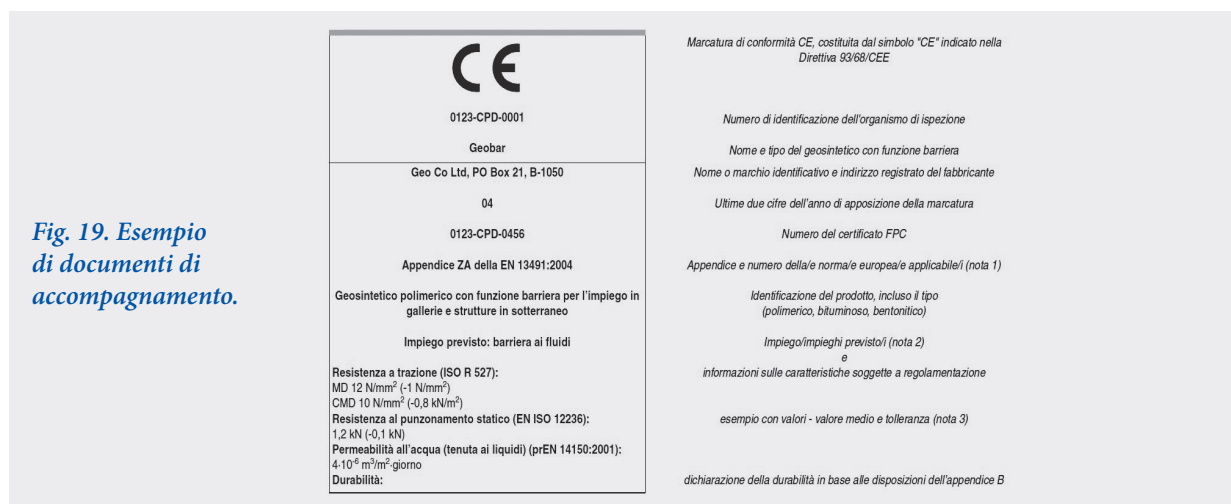 Fig. 19. Esempio
di documenti di
accompagnamento.
CE
Marcatura di conformità CE, costituita dal simbolo "CE" indicato nella
Direttiva 93/68/CEE
0123-CPD-0001
Numero di identificazione dell'organismo di ispezione
Geobar
Nome e tipo del geosintetico con funzione barriera
Geo Co Ltd, PO Box 21, B-1050
Nome o marchio identificativo e indirizzo registrato del fabbricante
04
Ultime due cifre dell'anno di apposizione della marcatura
0123-CPD-0456
Numero del certificato FPC
Appendice ZA della EN 13491:2004
Appendice e numero della/e norma/e europea/e applicabile/i (nota 1)
Geosintetico polimerico con funzione barriera per l'impiego in
gallerie e strutture in sotterraneo
Identificazione del prodotto, incluso il tipo
(polimerico, bituminoso, bentonitico)
Impiego previsto: barriera ai fluidi
Impiego/impieghi previsto/i (nota 2)
e
informazioni sulle caratteristiche soggette a regolamentazione
Resistenza a trazione (ISO R 527):
MD 12 N/mm² (-1 N/mm²)
CMD 10 N/mm² (-0,8 kN/m²)
Resistenza al punzonamento statico (EN ISO 12236):
esempio con valori - valore medio e tolleranza (nota 3)
1,2 kN (-0,1 kN)
Permeabilità all'acqua (tenuta ai liquidi) (prEN 14150:2001):
4·10⁻⁶ m³/m²·giorno
Durabilità:
dichiarazione della durabilità in base alle disposizioni dell'appendice B